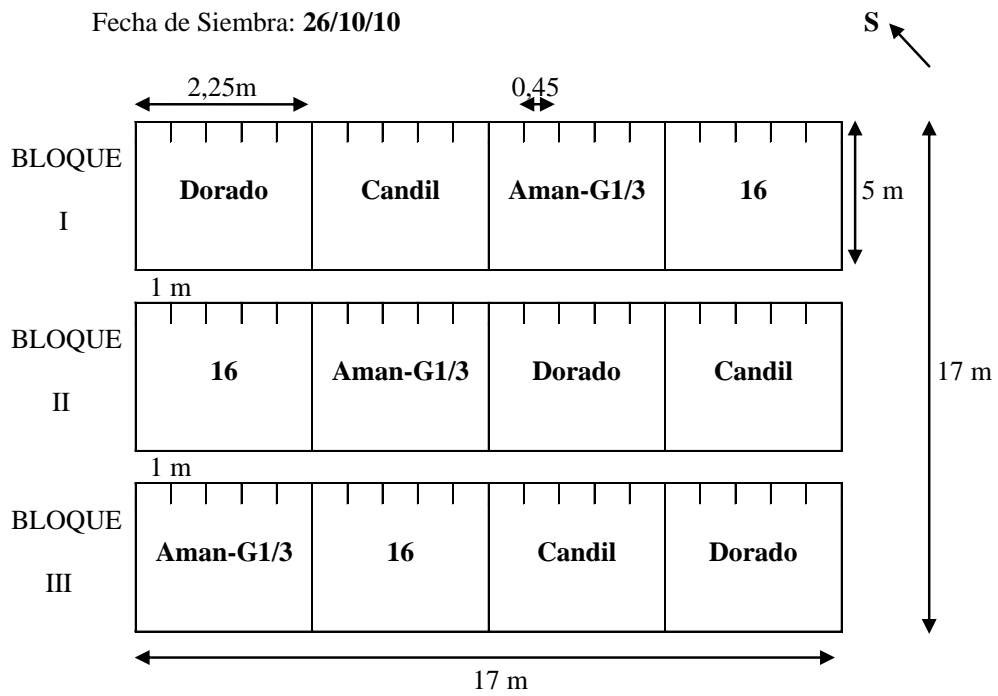 Fecha de Siembra: 26/10/10
S
2,25m
0,45
BLOQUE
I
Dorado
Candil
Aman-G1/3
16
5 m
1 m
BLOQUE
II
16
Aman-G1/3
Dorado
Candil
17 m
1 m
BLOQUE
III
Aman-G1/3
16
Candil
Dorado
17 m